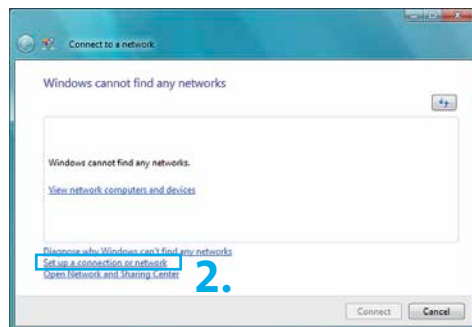 Connect to a network
Windows cannot find any networks
Windows cannot find any networks.
View network computers and devices
Diagnose why Windows can't find any networks
Set up a connection or network
Open Network and Sharing Center
2.
Connect
Cancel